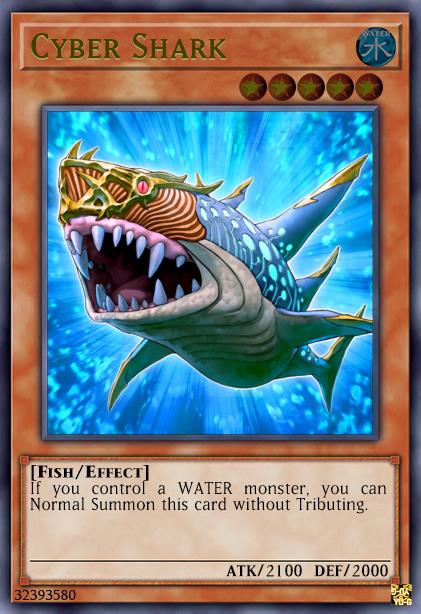 CYBER SHARK
WATER
水
[FISH/EFFECT]
If you control a WATER monster, you can
Normal Summon this card without Tributing.
ATK/2100 DEF/2000
32393580